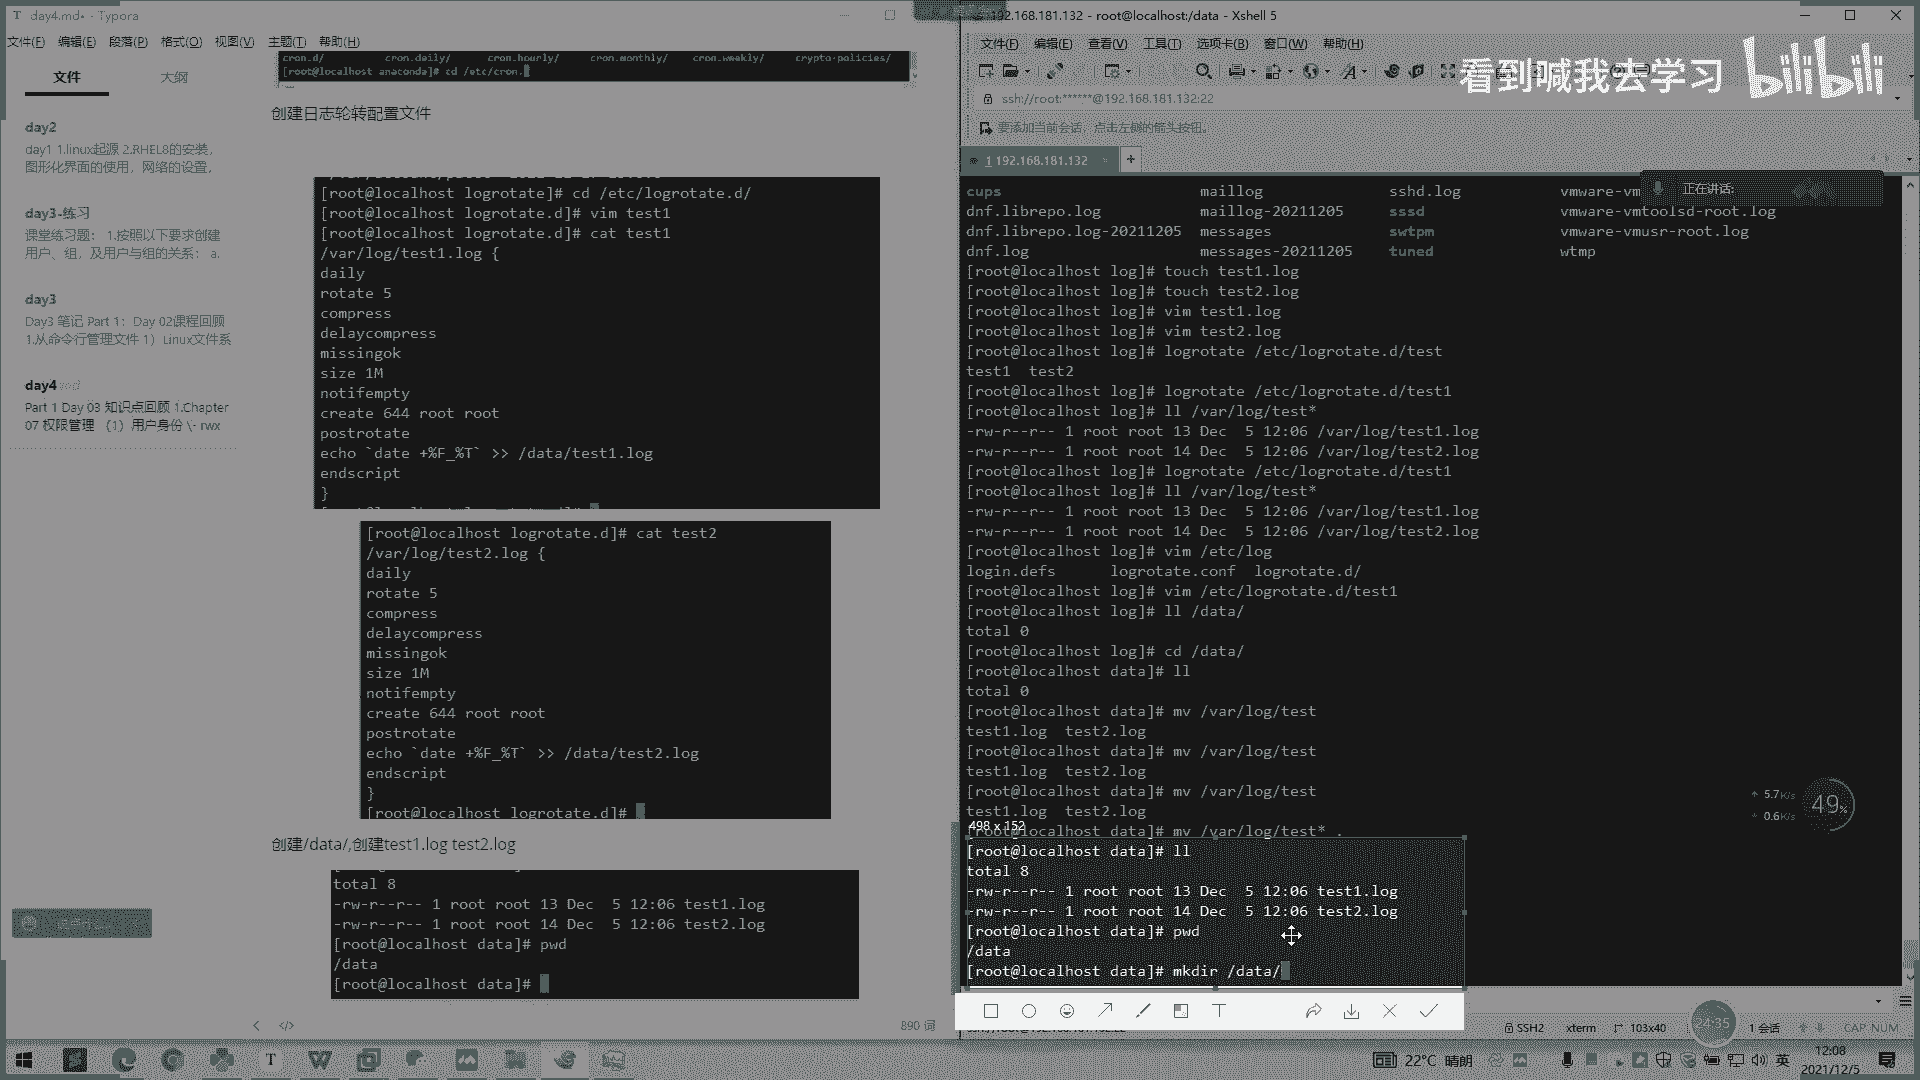 day4.md• - Typora
文件(F) 编辑(E) 段落(P) 格式(O) 视图(V) 主题(T) 帮助(H)
文件 大纲
day2
day1 1.linux起源 2.RHEL8的安装,
图形化界面的使用，网络的设置,
day3-练习
课堂练习题： 1.按照以下要求创建
用户、组，及用户与组的关系： a.
day3
Day3 笔记 Part 1：Day 02课程回顾
1.从命令行管理文件 1）Linux文件系
day4
Part 1 Day 03 知识点回顾 1.Chapter
07 权限管理 （1）用户身份 \- rwx
cron.d/ cron.daily/ cron.hourly/ cron.monthly/ cron.weekly/ crypto-policies/
[root@localhost anaconda]# cd /etc/cron.
创建日志轮转配置文件
[root@localhost logrotate]# cd /etc/logrotate.d/
[root@localhost logrotate.d]# vim test1
[root@localhost logrotate.d]# cat test1
/var/log/test1.log {
daily
rotate 5
compress
delaycompress
missingok
size 1M
notifempty
create 644 root root
postrotate
echo `date +%F_%T` >> /data/test1.log
endscript
}
[root@localhost logrotate.d]# cat test2
/var/log/test2.log {
daily
rotate 5
compress
delaycompress
missingok
size 1M
notifempty
create 644 root root
postrotate
echo `date +%F_%T` >> /data/test2.log
endscript
}
[root@localhost logrotate.d]#
创建/data/,创建test1.log test2.log
total 8
-rw-r--r-- 1 root root 13 Dec  5 12:06 test1.log
-rw-r--r-- 1 root root 14 Dec  5 12:06 test2.log
[root@localhost data]# pwd
/data
[root@localhost data]#
890 词
192.168.181.132 - root@localhost:/data - Xshell 5
文件(F) 编辑(E) 查看(V) 工具(T) 选项卡(B) 窗口(W) 帮助(H)
看到喊我去学习 bilibili
ssh://root:******@192.168.181.132:22
要添加当前会话，点击左侧的箭头按钮。
1 192.168.181.132
正在讲话:
cups maillog sshd.log vmware-vm
dnf.librepo.log maillog-20211205 sssd vmware-vmtoolsd-root.log
dnf.librepo.log-20211205 messages swtpm vmware-vmusr-root.log
dnf.log messages-20211205 tuned wtmp
[root@localhost log]# touch test1.log
[root@localhost log]# touch test2.log
[root@localhost log]# vim test1.log
[root@localhost log]# vim test2.log
[root@localhost log]# logrotate /etc/logrotate.d/test
test1  test2
[root@localhost log]# logrotate /etc/logrotate.d/test1
[root@localhost log]# ll /var/log/test*
-rw-r--r-- 1 root root 13 Dec  5 12:06 /var/log/test1.log
-rw-r--r-- 1 root root 14 Dec  5 12:06 /var/log/test2.log
[root@localhost log]# logrotate /etc/logrotate.d/test1
[root@localhost log]# ll /var/log/test*
-rw-r--r-- 1 root root 13 Dec  5 12:06 /var/log/test1.log
-rw-r--r-- 1 root root 14 Dec  5 12:06 /var/log/test2.log
[root@localhost log]# vim /etc/log
login.defs logrotate.conf logrotate.d/
[root@localhost log]# vim /etc/logrotate.d/test1
[root@localhost log]# ll /data/
total 0
[root@localhost log]# cd /data/
[root@localhost data]# ll
total 0
[root@localhost data]# mv /var/log/test
test1.log  test2.log
[root@localhost data]# mv /var/log/test
test1.log  test2.log
[root@localhost data]# mv /var/log/test
test1.log  test2.log
[root@localhost data]# mv /var/log/test* .
498 x 152
[root@localhost data]# ll
total 8
-rw-r--r-- 1 root root 13 Dec  5 12:06 test1.log
-rw-r--r-- 1 root root 14 Dec  5 12:06 test2.log
[root@localhost data]# pwd
/data
[root@localhost data]# mkdir /data/
5.7K/s
0.6K/s
49%
SSH2 xterm 103x40 24:35 1 会话 CAP NUM
22°C 晴朗 英 12:08
2021/12/5